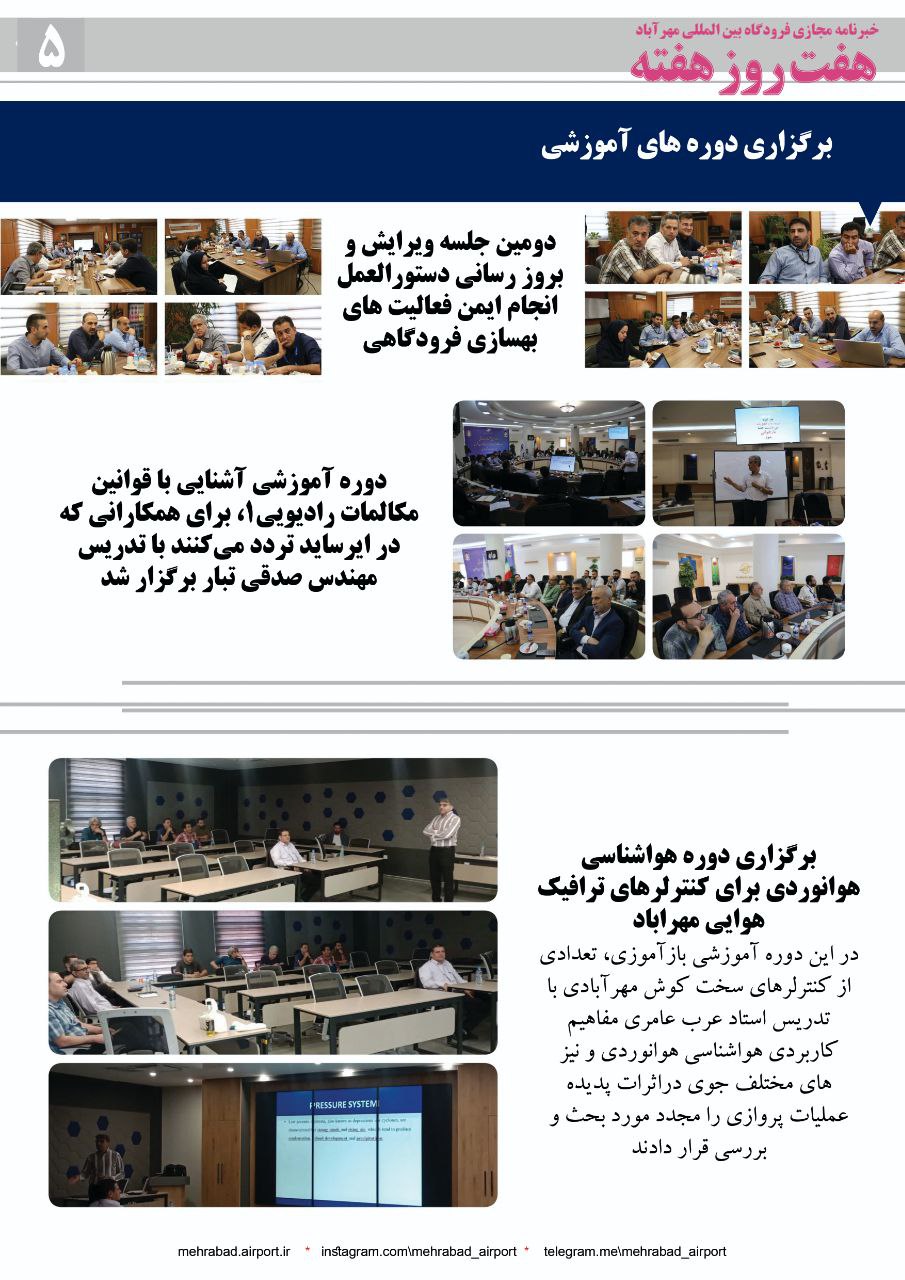 خبرنامه مجازی فرودگاه بین المللی مهرآباد
هفت روز هفته
۵
برگزاری دوره های آموزشی
دومین جلسه ویرایش و
بروز رسانی دستورالعمل
انجام ایمن فعالیت های
بهسازی فرودگاهی
دوره آموزشی آشنایی با قوانین
مکالمات رادیویی۱، برای همکارانی که
در ایرساید تردد می‌کنند با تدریس
مهندس صدقی تبار برگزار شد
برگزاری دوره هواشناسی
هوانوردی برای کنترلرهای ترافیک
هوایی مهراباد
در این دوره آموزشی بازآموزی، تعدادی
از کنترلرهای سخت کوش مهرآبادی با
تدریس استاد عرب عامری مفاهیم
کاربردی هواشناسی هوانوردی و نیز
های مختلف جوی دراثرات پدیده
عملیات پروازی را مجدد مورد بحث و
بررسی قرار دادند
PRESSURE SYSTEM
mehrabad.airport.ir * instagram.com\mehrabad_airport * telegram.me\mehrabad_airport